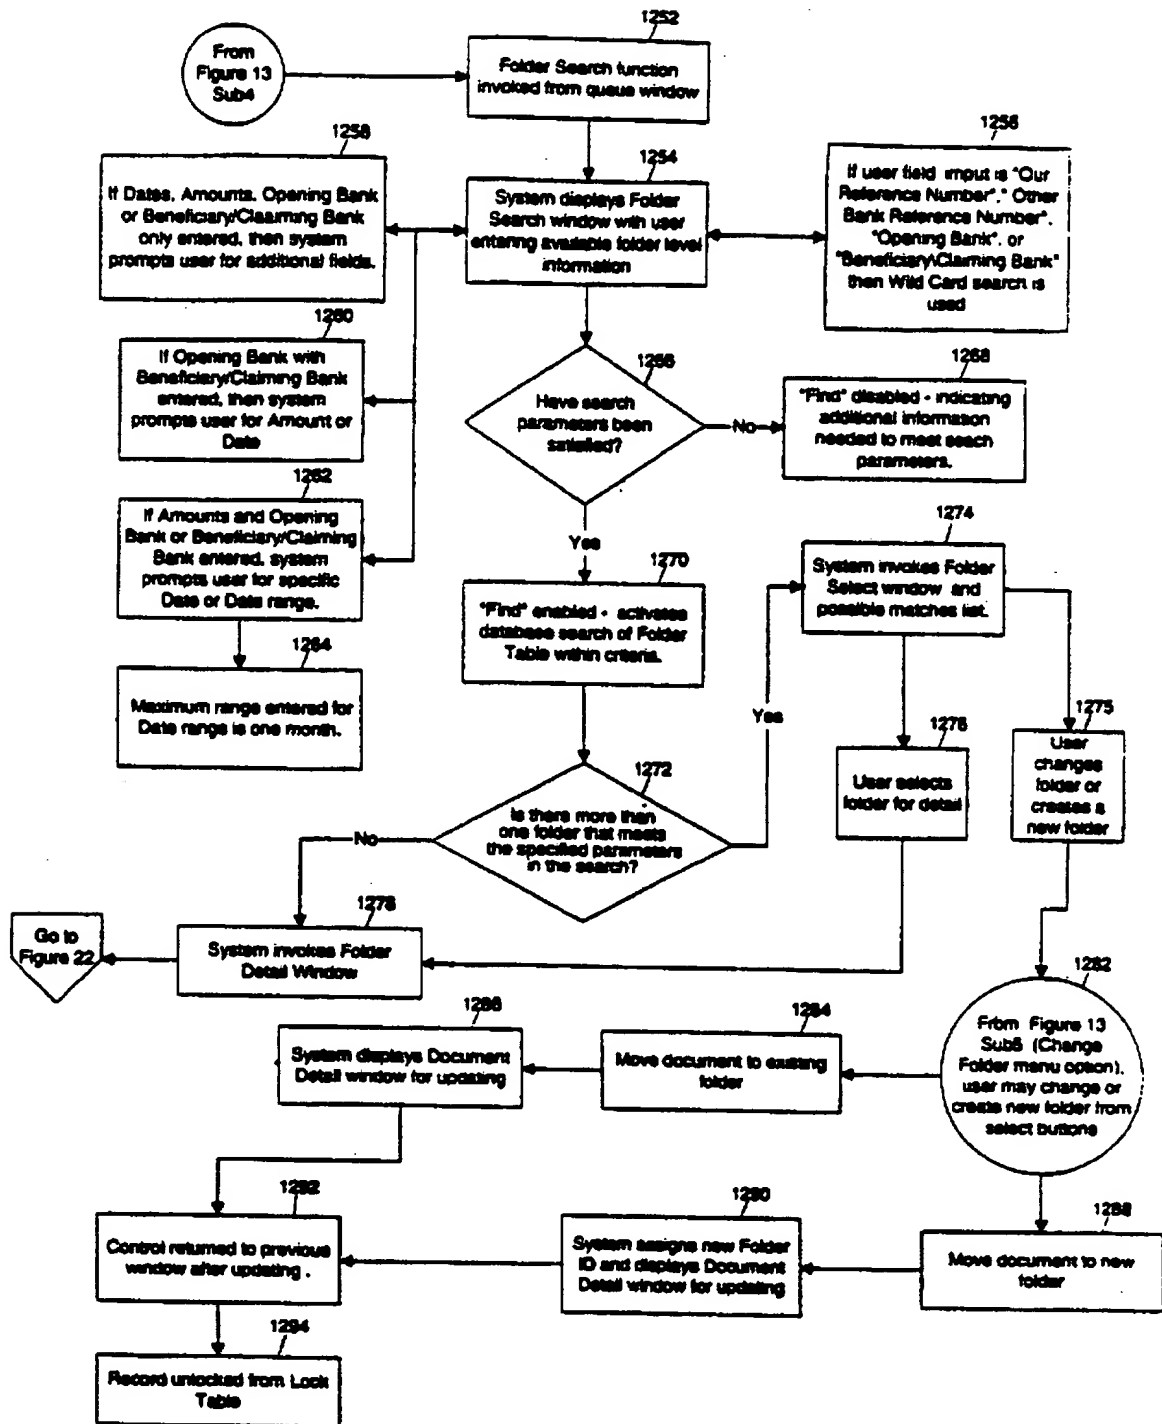 1252
From
Figure 13
Sub4
Folder Search function
invoked from queue window
1258
If Dates, Amounts, Opening Bank
or Beneficiary/Claiming Bank
only entered, then system
prompts user for additional fields.
1254
System displays Folder
Search window with user
entering available folder level
information
1256
If user field imput is "Our
Reference Number"," Other
Bank Reference Number",
"Opening Bank", or
"Beneficiary\Claiming Bank"
then Wild Card search is
used
1260
If Opening Bank with
Beneficiary/Claiming Bank
entered, then system
prompts user for Amount or
Date
1266
Have search
parameters been
satisfied?
No
1268
"Find" disabled - indicating
additional information
needed to meet seach
parameters.
1262
If Amounts and Opening
Bank or Beneficiary/Claiming
Bank entered, system
prompts user for specific
Date or Date range.
Yes
1264
Maximum range entered for
Date range is one month.
1270
"Find" enabled - activates
database search of Folder
Table within criteria.
1274
System invokes Folder
Select window and
possible matches list.
Yes
1276
User selects
folder for detail
1275
User
changes
folder or
creates a
new folder
1272
Is there more than
one folder that meets
the specified parameters
in the search?
No
1278
System invokes Folder
Detail Window
Go to
Figure 22
1282
From Figure 13
Sub5 (Change
Folder menu option),
user may change or
create new folder from
select buttons
1284
Move document to existing
folder
1286
System displays Document
Detail window for updating
1288
Move document to new
folder
1290
System assigns new Folder
ID and displays Document
Detail window for updating
1292
Control returned to previous
window after updating .
1294
Record unlocked from Lock
Table